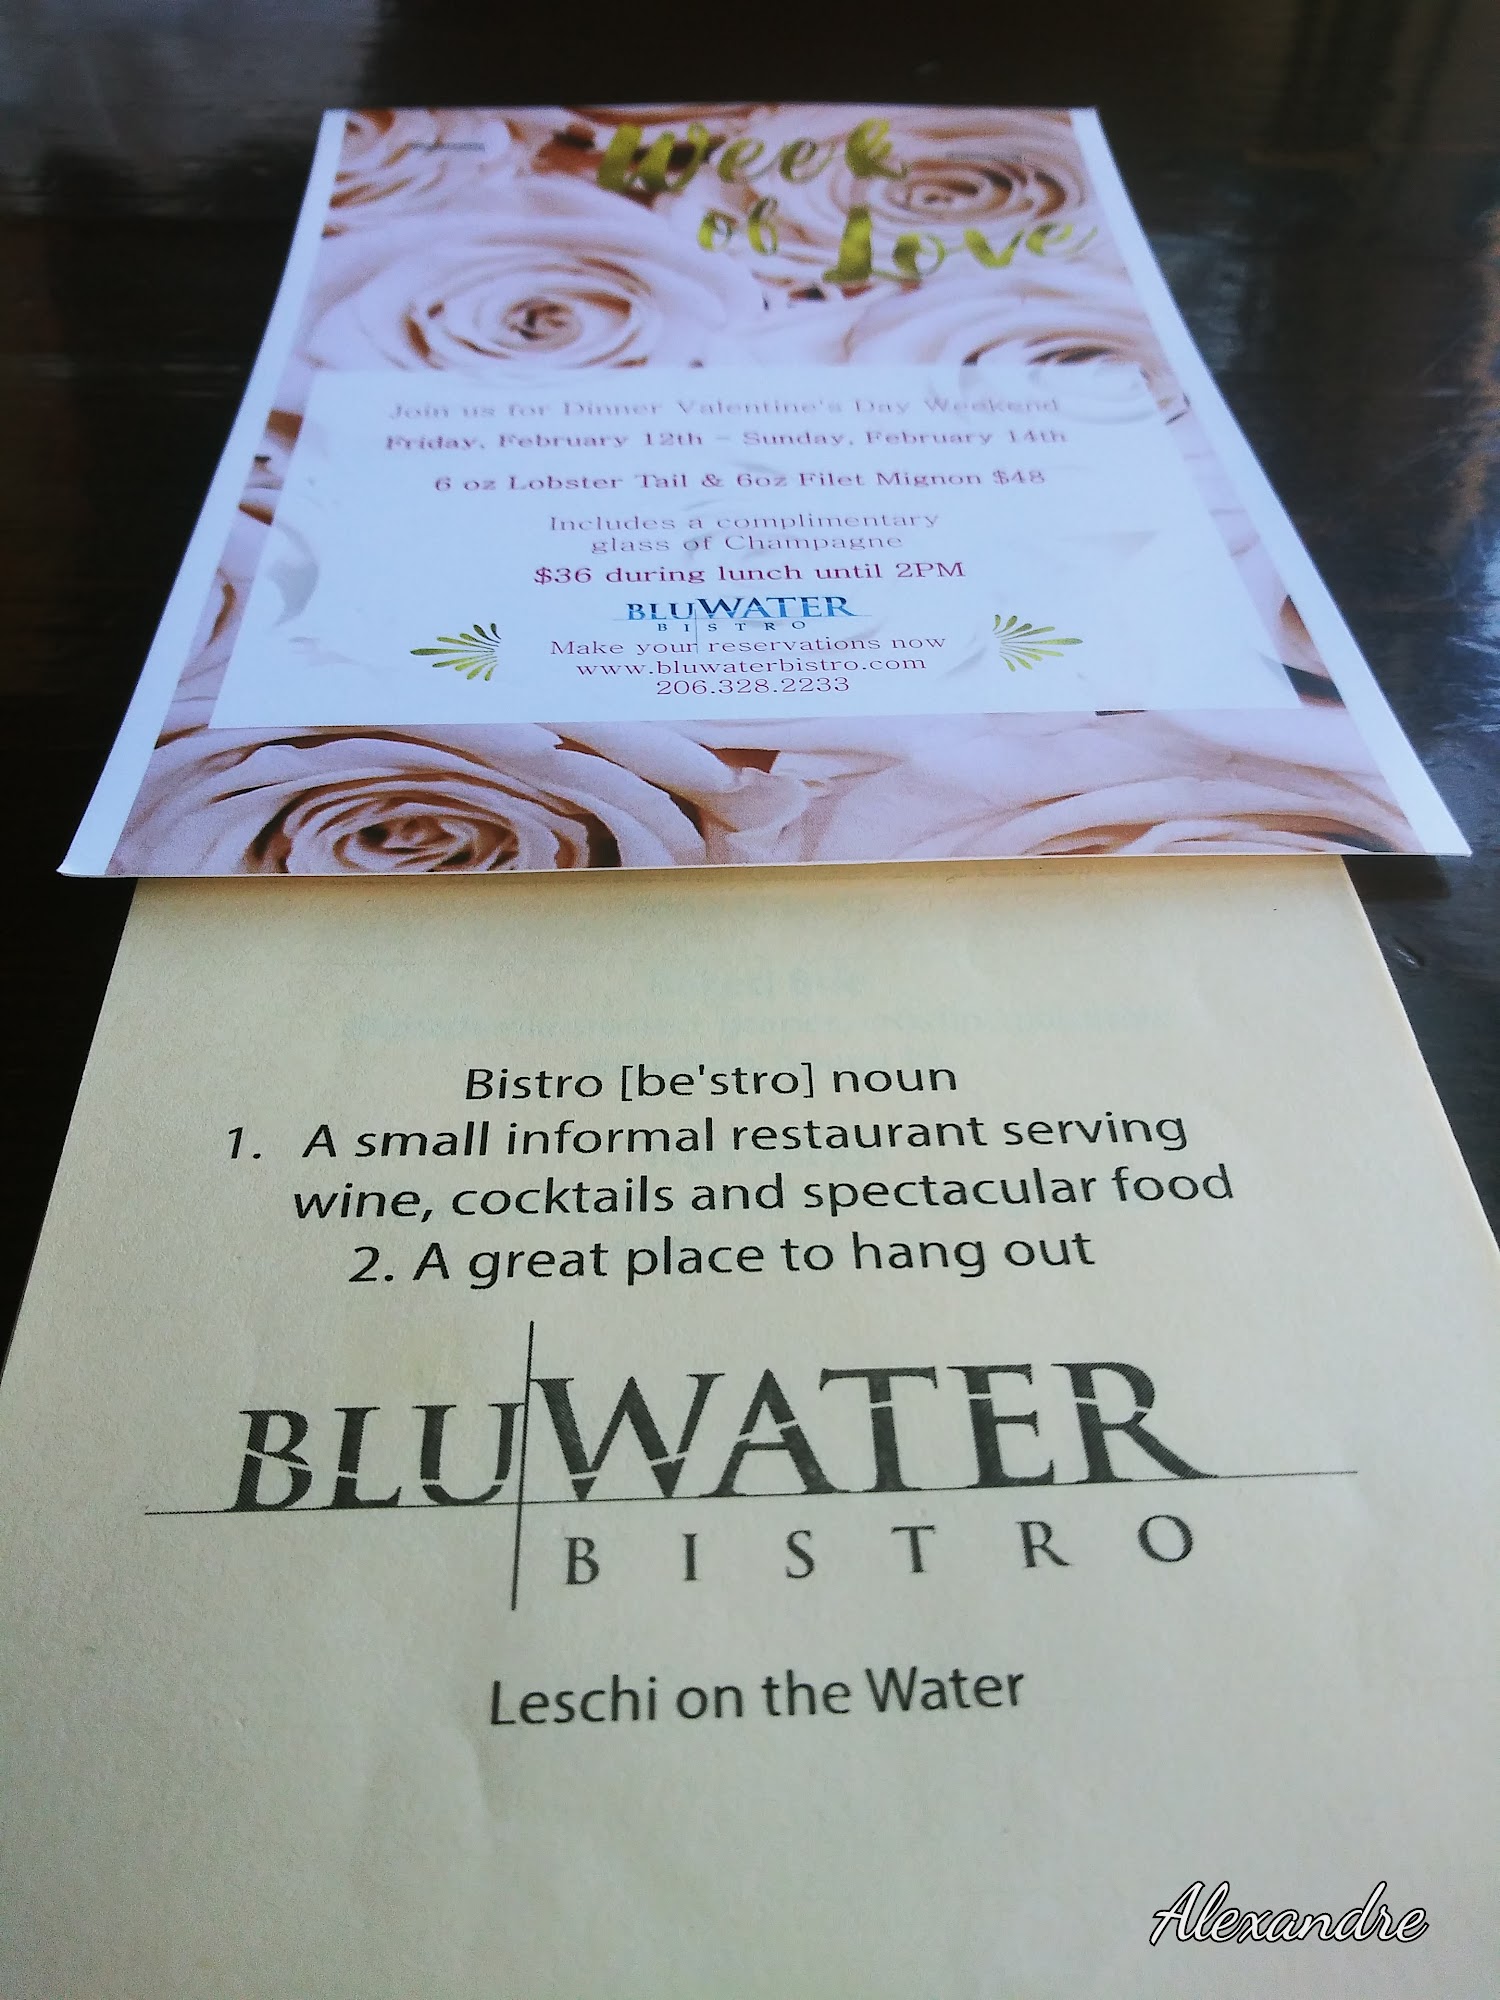 Week
of Love
Join us for Dinner Valentine's Day Weekend
Friday, February 12th - Sunday, February 14th
6 oz Lobster Tail & 6oz Filet Mignon $48
Includes a complimentary
glass of Champagne
$36 during lunch until 2PM
BLUWATER
BISTRO
Make your reservations now
www.bluwaterbistro.com
206.328.2233
Bistro [be'stro] noun
1. A small informal restaurant serving
wine, cocktails and spectacular food
2. A great place to hang out
BLUWATER
BISTRO
Leschi on the Water
Alexandre